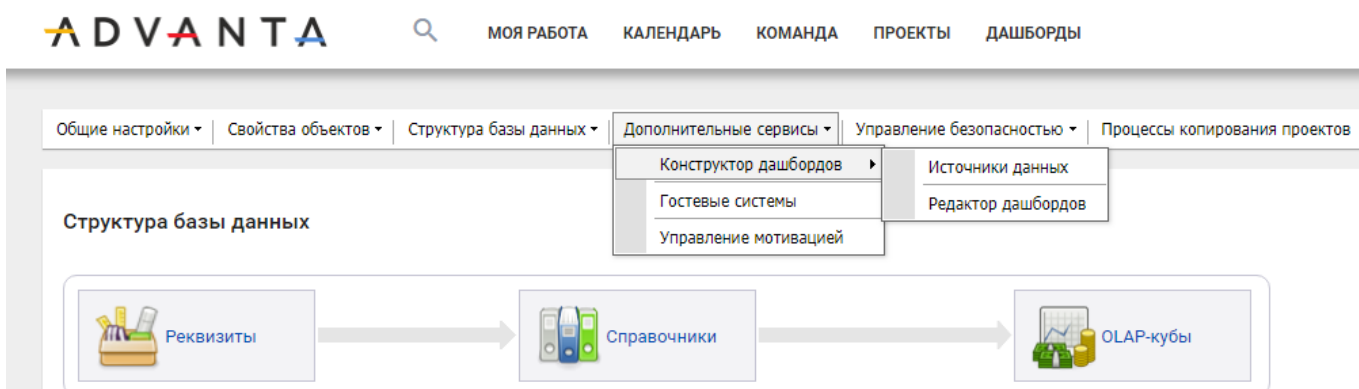 ADVANTA МОЯ РАБОТА КАЛЕНДАРЬ КОМАНДА ПРОЕКТЫ ДАШБОРДЫ
Общие настройки Свойства объектов Структура базы данных Дополнительные сервисы Управление безопасностью Процессы копирования проектов
Конструктор дашбордов Источники данных
Гостевые системы Редактор дашбордов
Управление мотивацией
Структура базы данных
Реквизиты Справочники OLAP-кубы